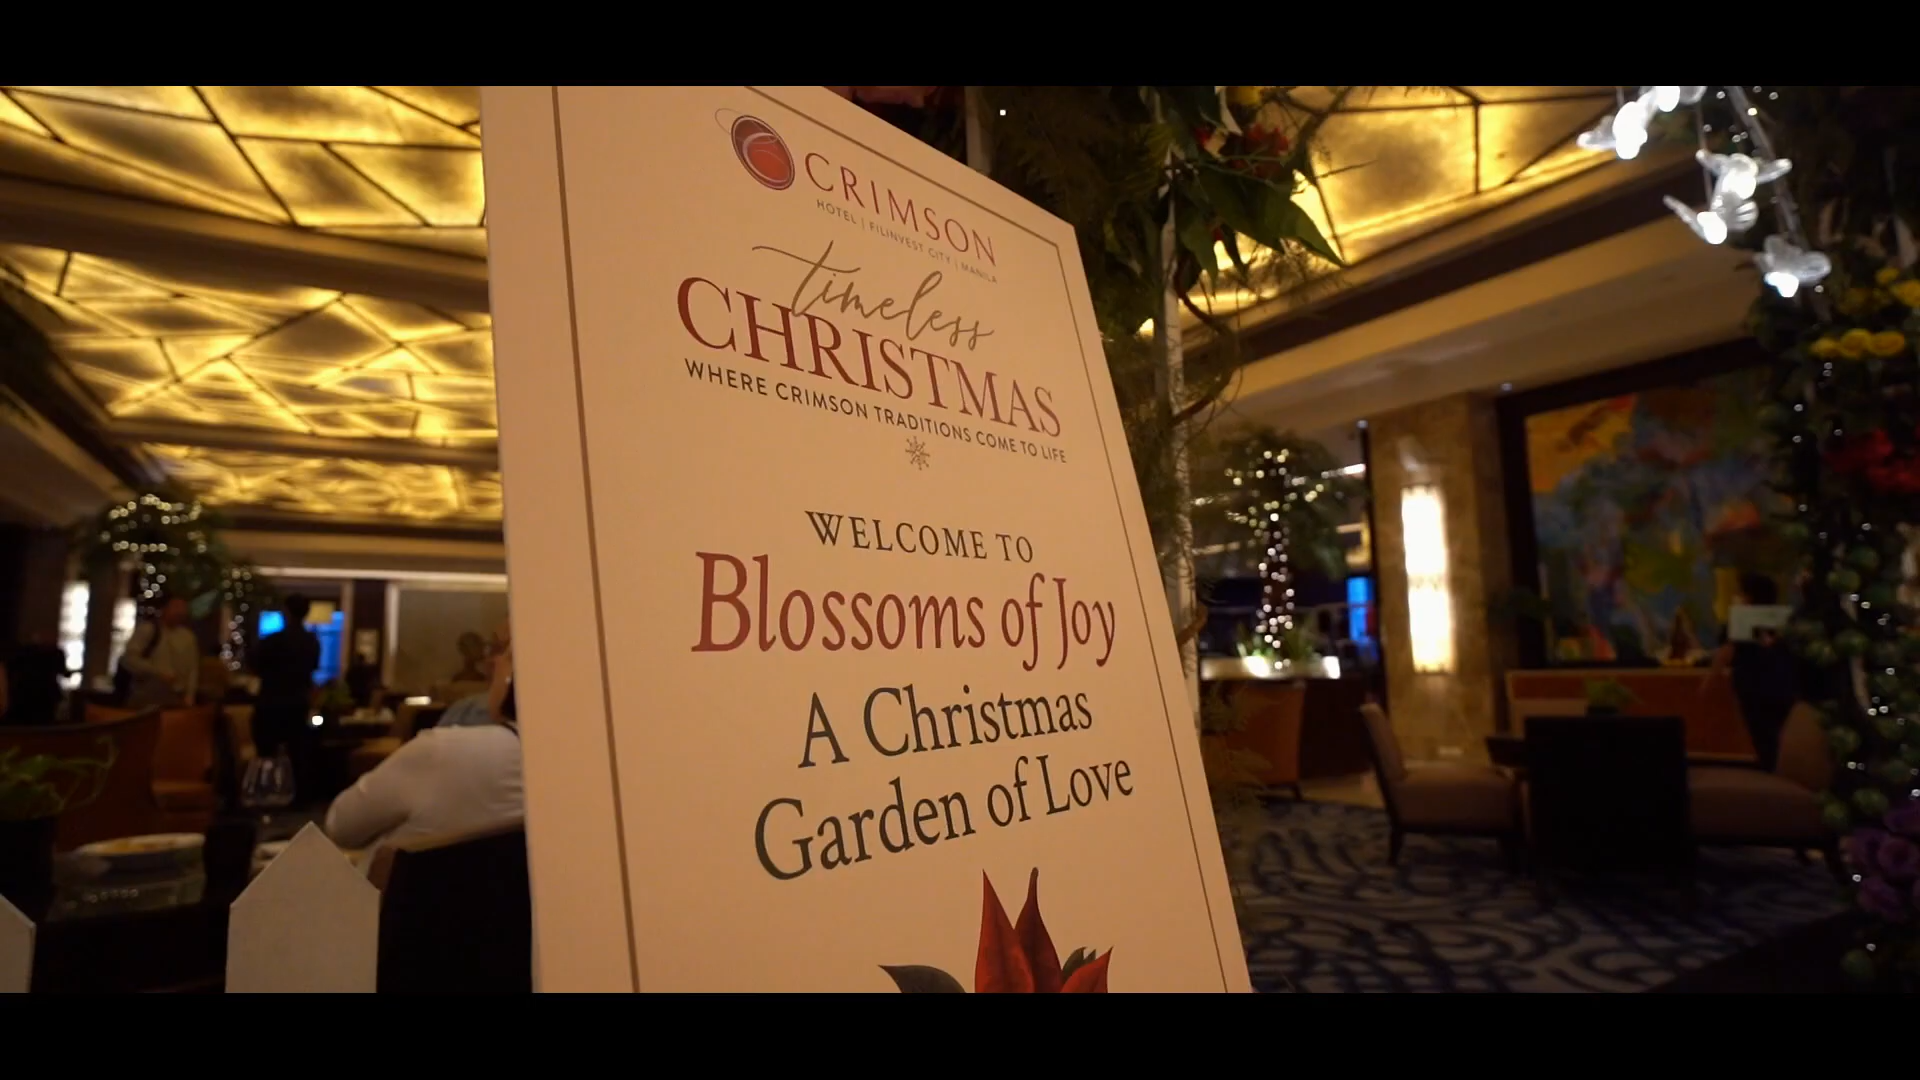 CRIMSON
HOTEL | FILINVEST CITY | MANILA
timeless
CHRISTMAS
WHERE CRIMSON TRADITIONS COME TO LIFE
WELCOME TO
Blossoms of Joy
A Christmas
Garden of Love